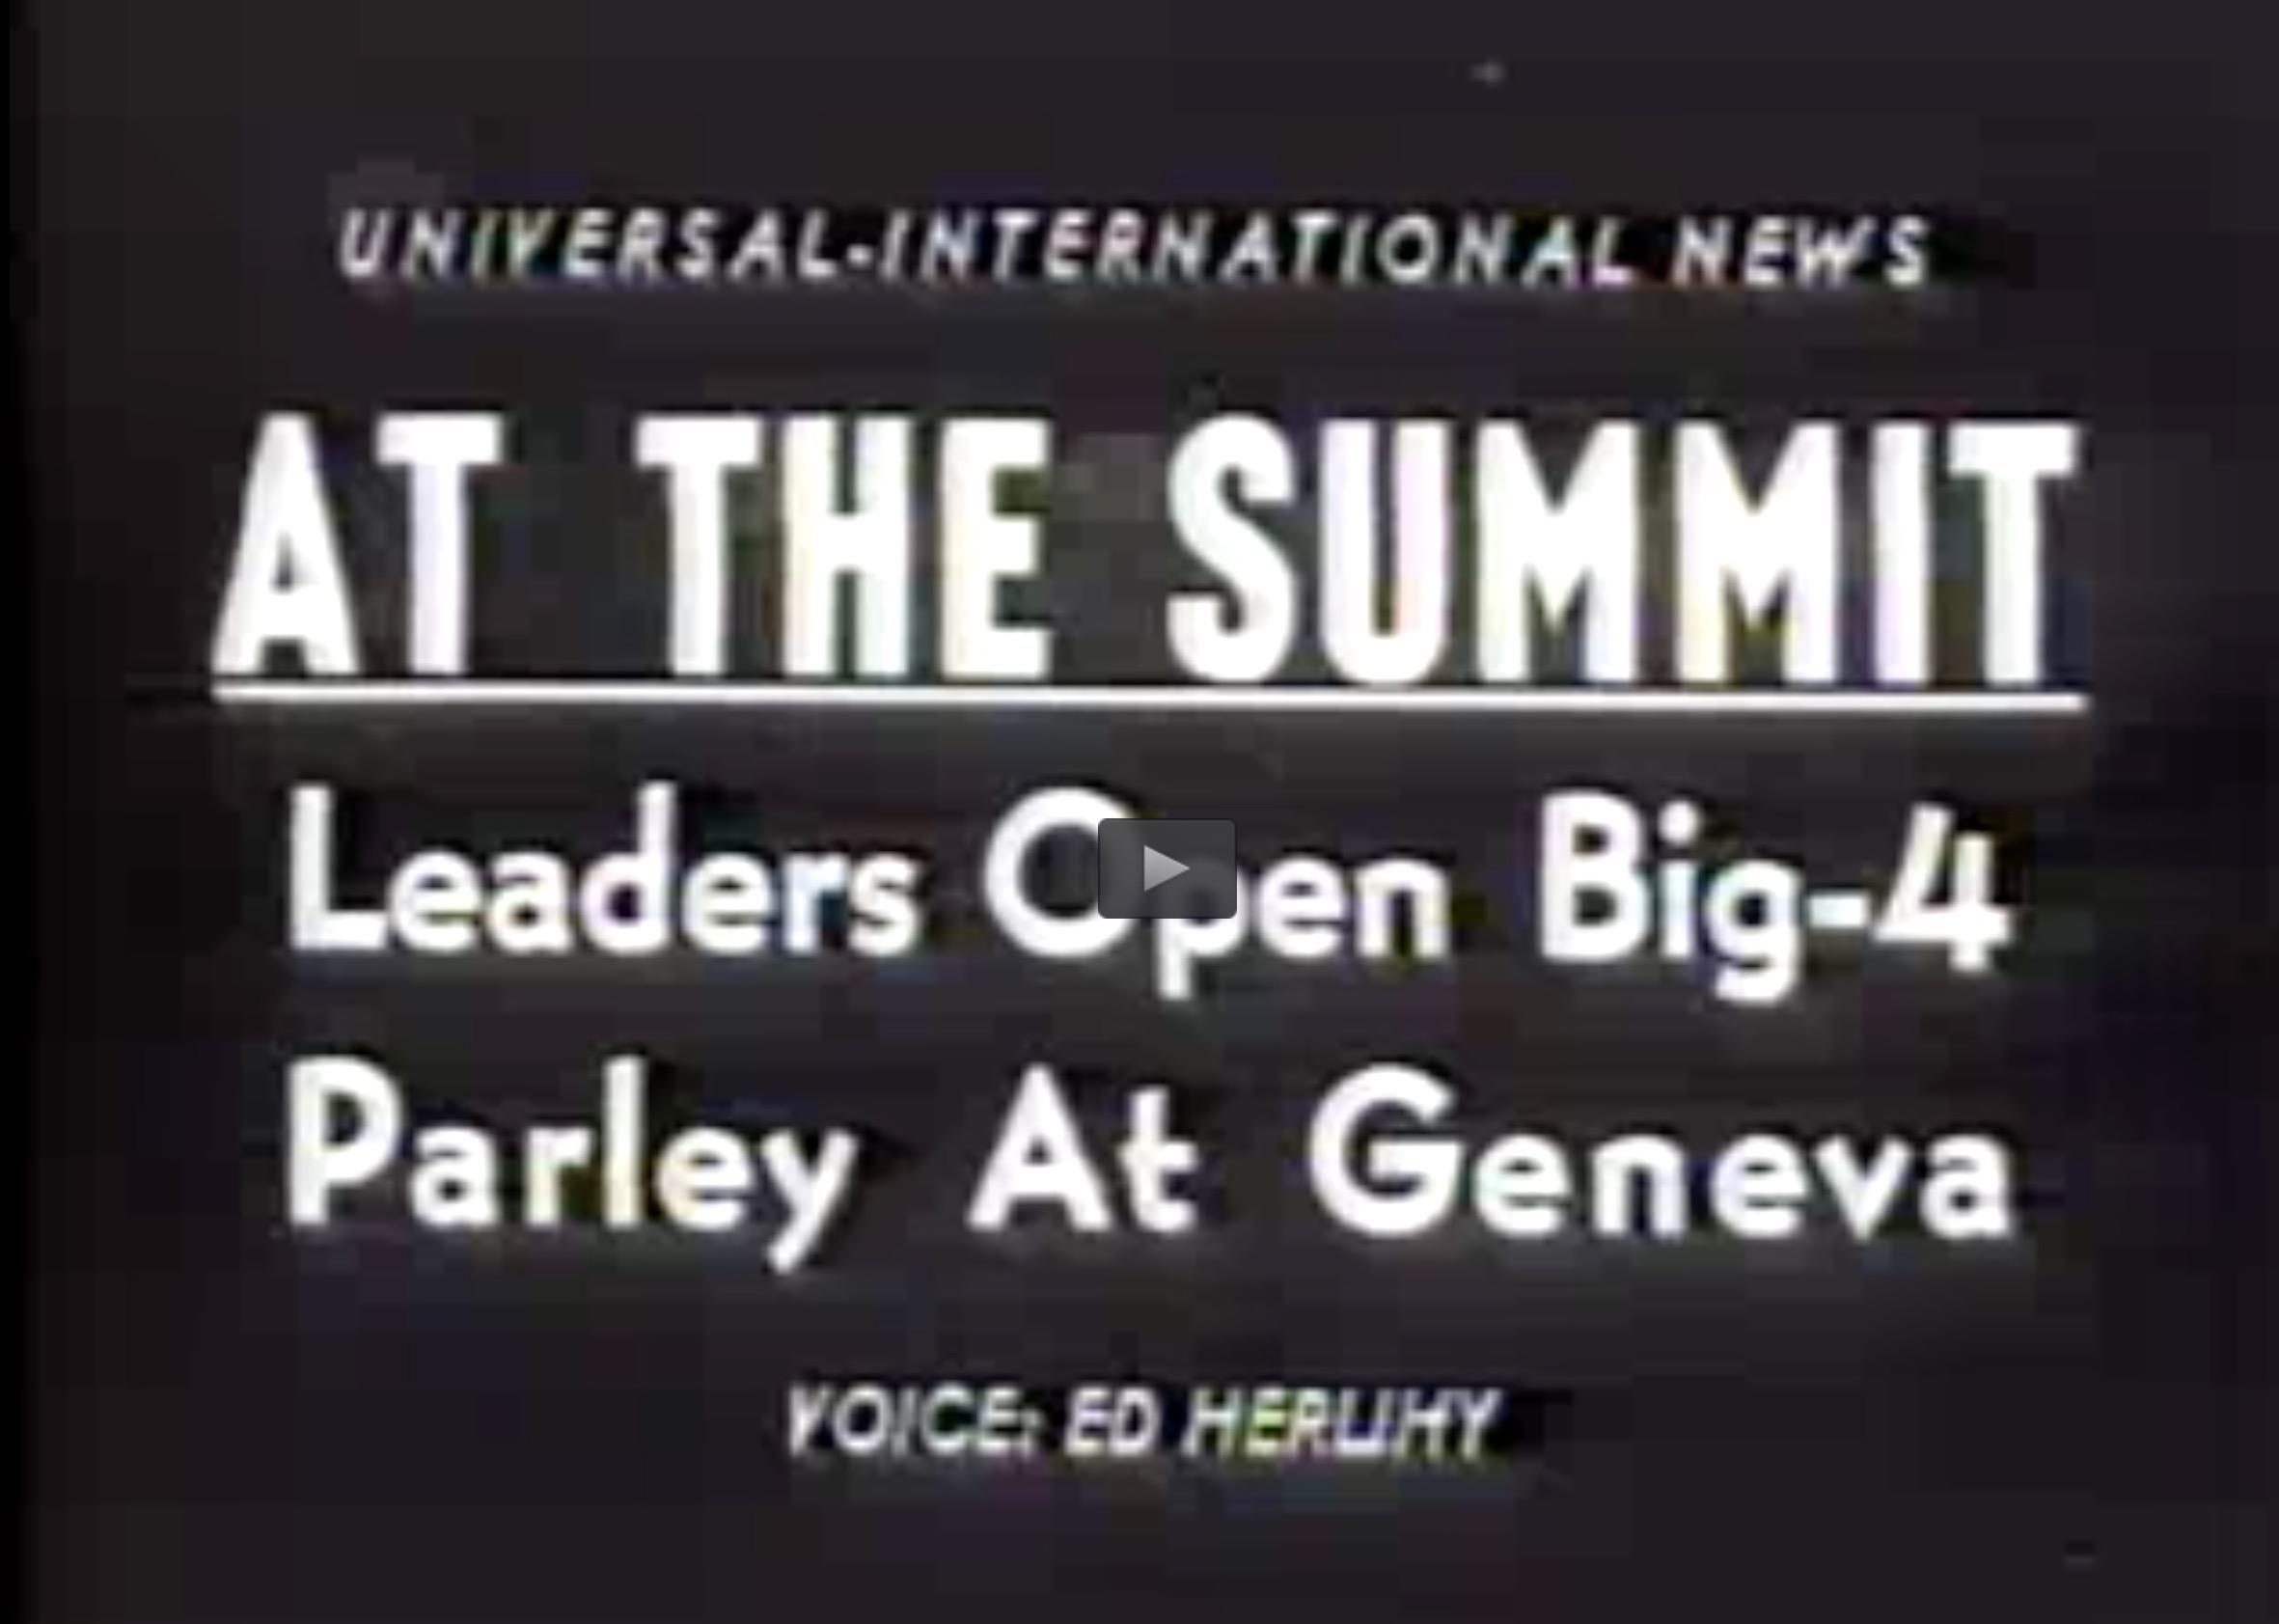 UNIVERSAL-INTERNATIONAL NEWS
AT THE SUMMIT
Leaders Open Big-4
Parley At Geneva
VOICE: ED HERLIHY